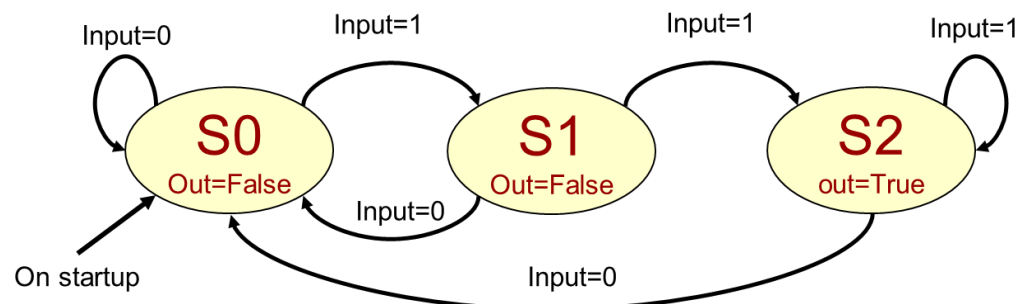 Input=0
Input=1
Input=1
Input=1
S0
Out=False
S1
Out=False
S2
out=True
Input=0
On startup
Input=0